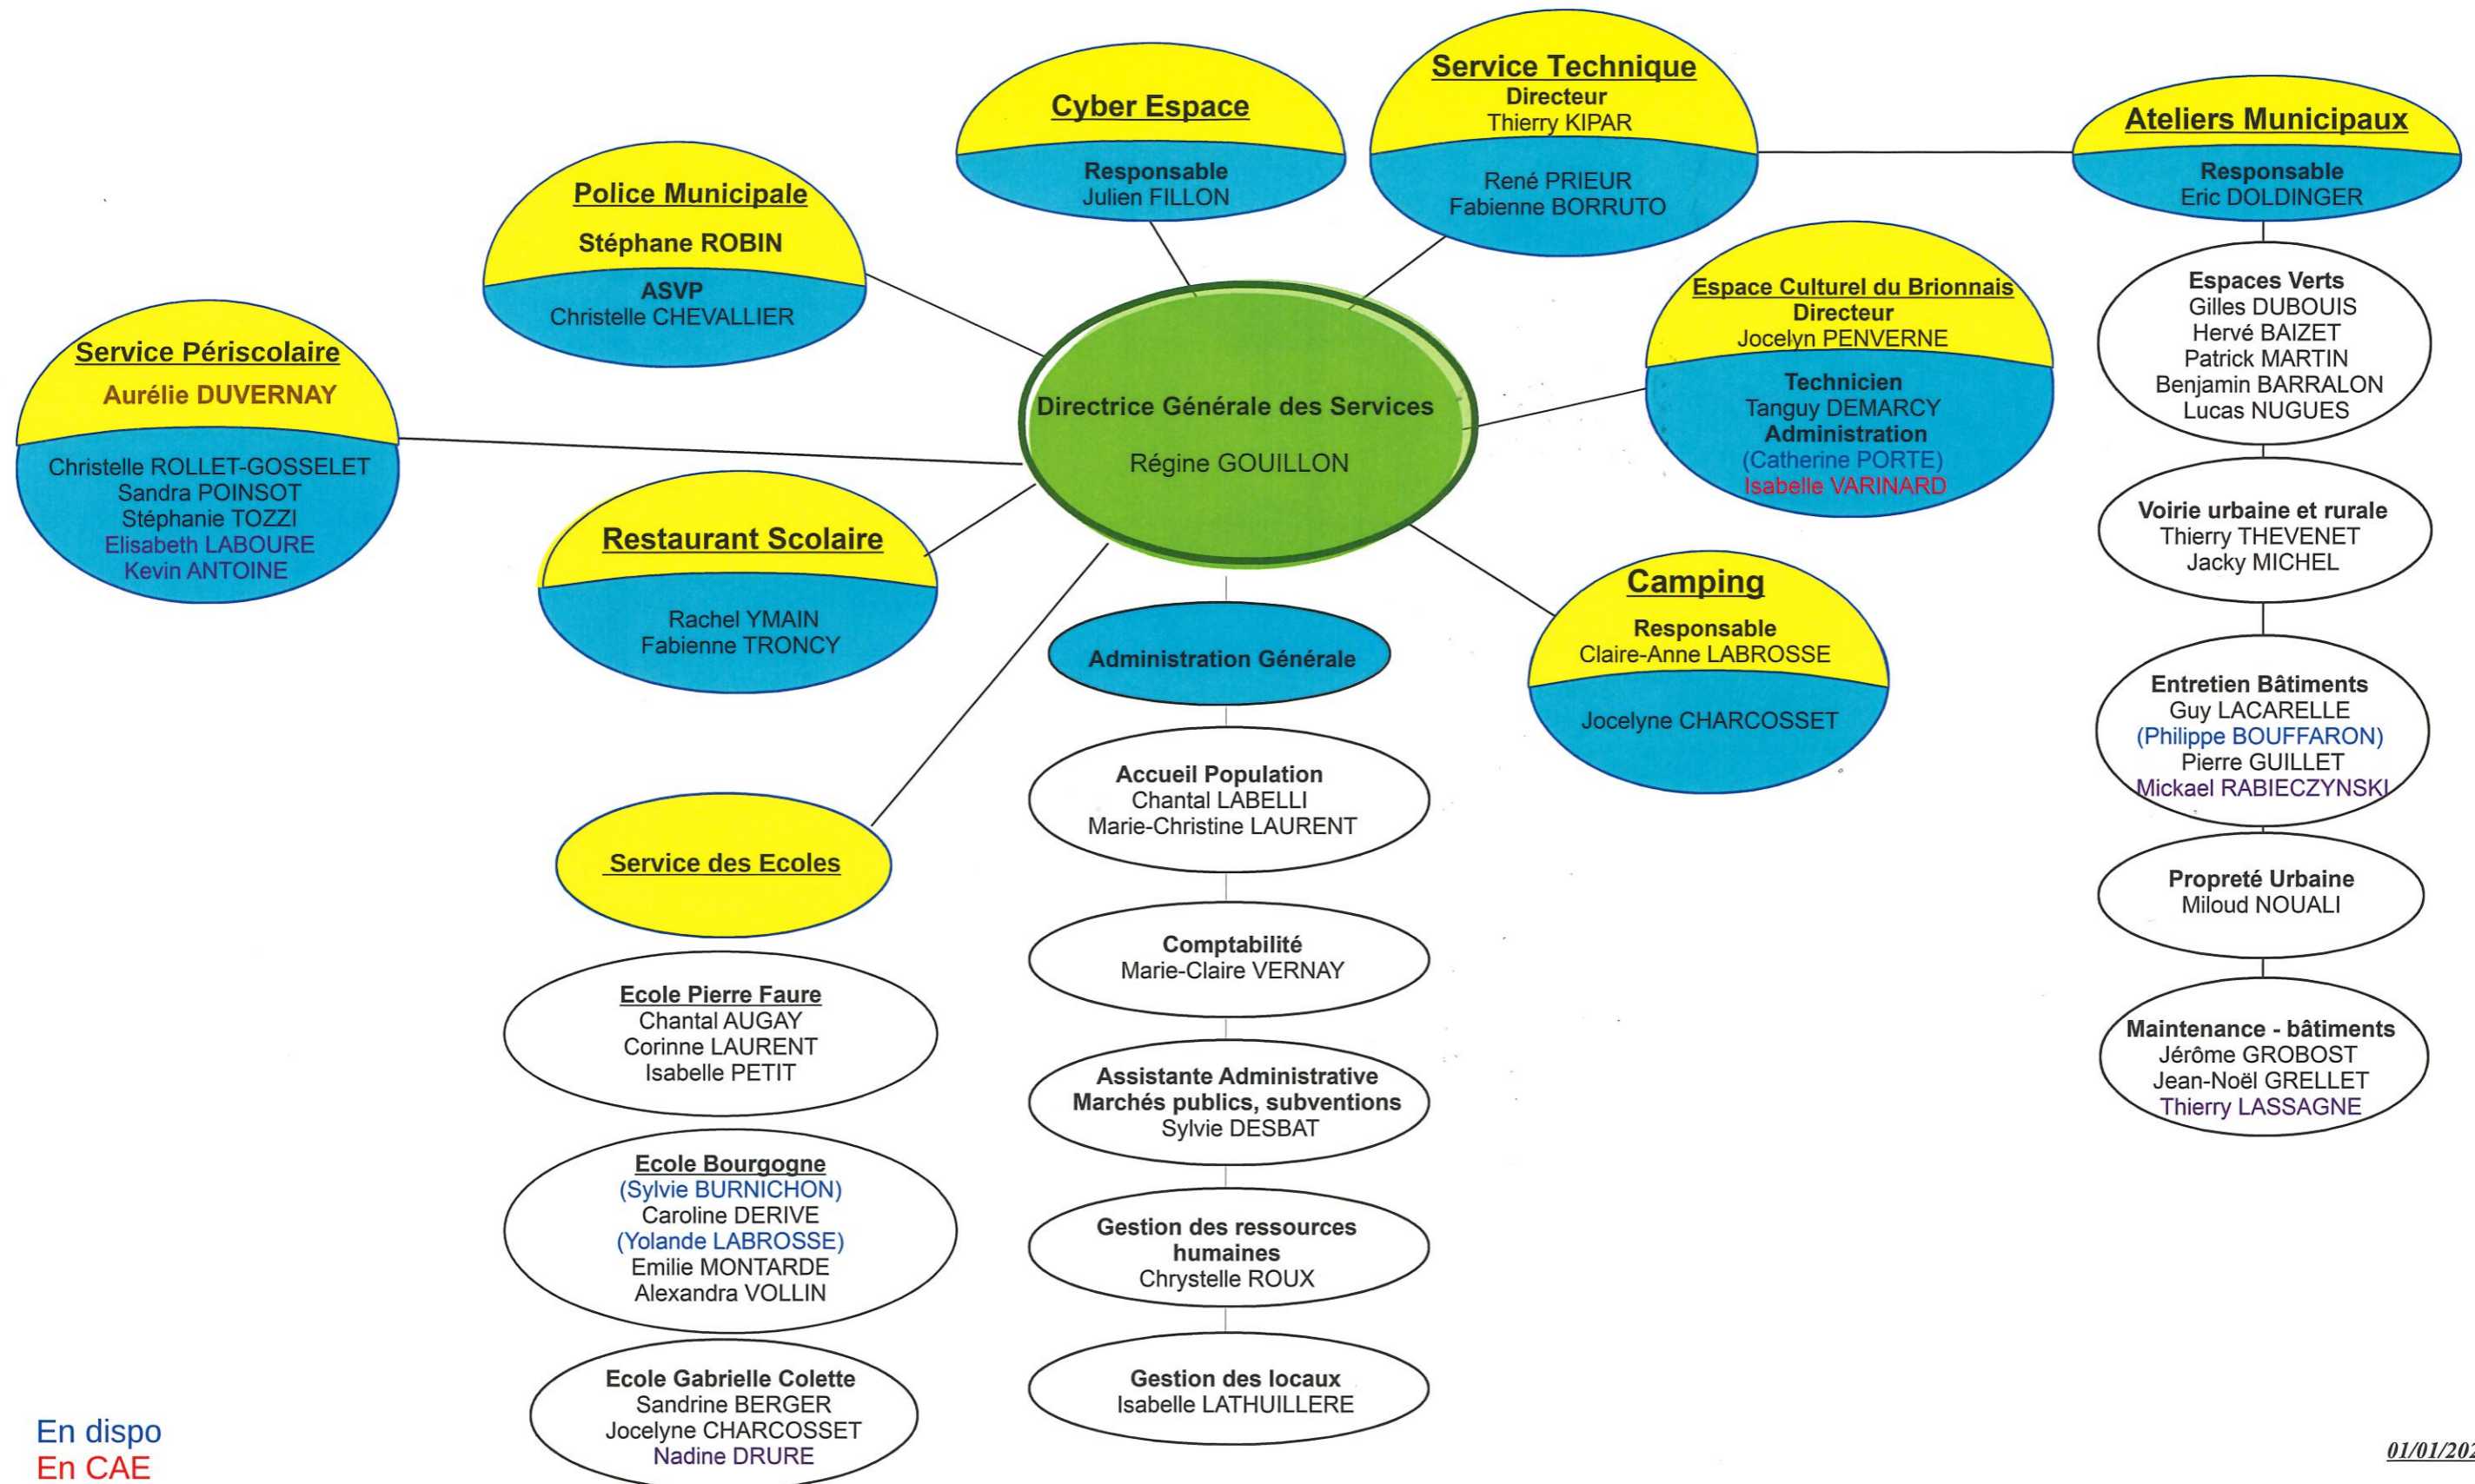 Cyber Espace
Responsable
Julien FILLON
Service Technique
Directeur
Thierry KIPAR
René PRIEUR
Fabienne BORRUTO
Ateliers Municipaux
Responsable
Eric DOLDINGER
Police Municipale
Stéphane ROBIN
ASVP
Christelle CHEVALLIER
Espace Culturel du Brionnais
Directeur
Jocelyn PENVERNE
Technicien
Tanguy DEMARCY
Administration
(Catherine PORTE)
Isabelle VARINARD
Espaces Verts
Gilles DUBOUIS
Hervé BAIZET
Patrick MARTIN
Benjamin BARRALON
Lucas NUGUES
Service Périscolaire
Aurélie DUVERNAY
Christelle ROLLET-GOSSELET
Sandra POINSOT
Stéphanie TOZZI
Elisabeth LABOURE
Kevin ANTOINE
Directrice Générale des Services
Régine GOUILLON
Restaurant Scolaire
Rachel YMAIN
Fabienne TRONCY
Voirie urbaine et rurale
Thierry THEVENET
Jacky MICHEL
Camping
Responsable
Claire-Anne LABROSSE
Jocelyne CHARCOSSET
Administration Générale
Entretien Bâtiments
Guy LACARELLE
(Philippe BOUFFARON)
Pierre GUILLET
Mickael RABIECZYNSKI
Accueil Population
Chantal LABELLI
Marie-Christine LAURENT
Service des Ecoles
Propreté Urbaine
Miloud NOUALI
Comptabilité
Marie-Claire VERNAY
Ecole Pierre Faure
Chantal AUGAY
Corinne LAURENT
Isabelle PETIT
Maintenance - bâtiments
Jérôme GROBOST
Jean-Noël GRELLET
Thierry LASSAGNE
Assistante Administrative
Marchés publics, subventions
Sylvie DESBAT
Ecole Bourgogne
(Sylvie BURNICHON)
Caroline DERIVE
(Yolande LABROSSE)
Emilie MONTARDE
Alexandra VOLLIN
Gestion des ressources
humaines
Chrystelle ROUX
Ecole Gabrielle Colette
Sandrine BERGER
Jocelyne CHARCOSSET
Nadine DRURE
Gestion des locaux
Isabelle LATHUILLERE
En dispo
En CAE
01/01/202